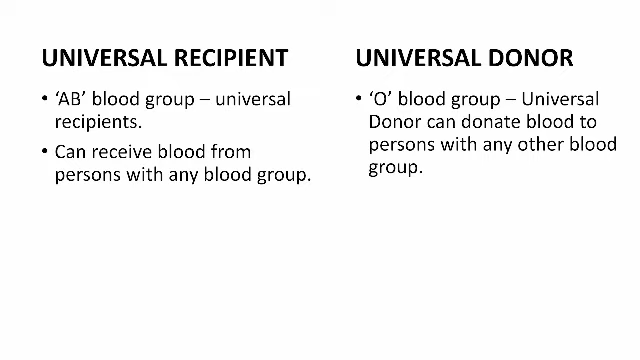 UNIVERSAL RECIPIENT
• ‘AB’ blood group – universal
recipients.
• Can receive blood from
persons with any blood group.
UNIVERSAL DONOR
• ‘O’ blood group – Universal
Donor can donate blood to
persons with any other blood
group.